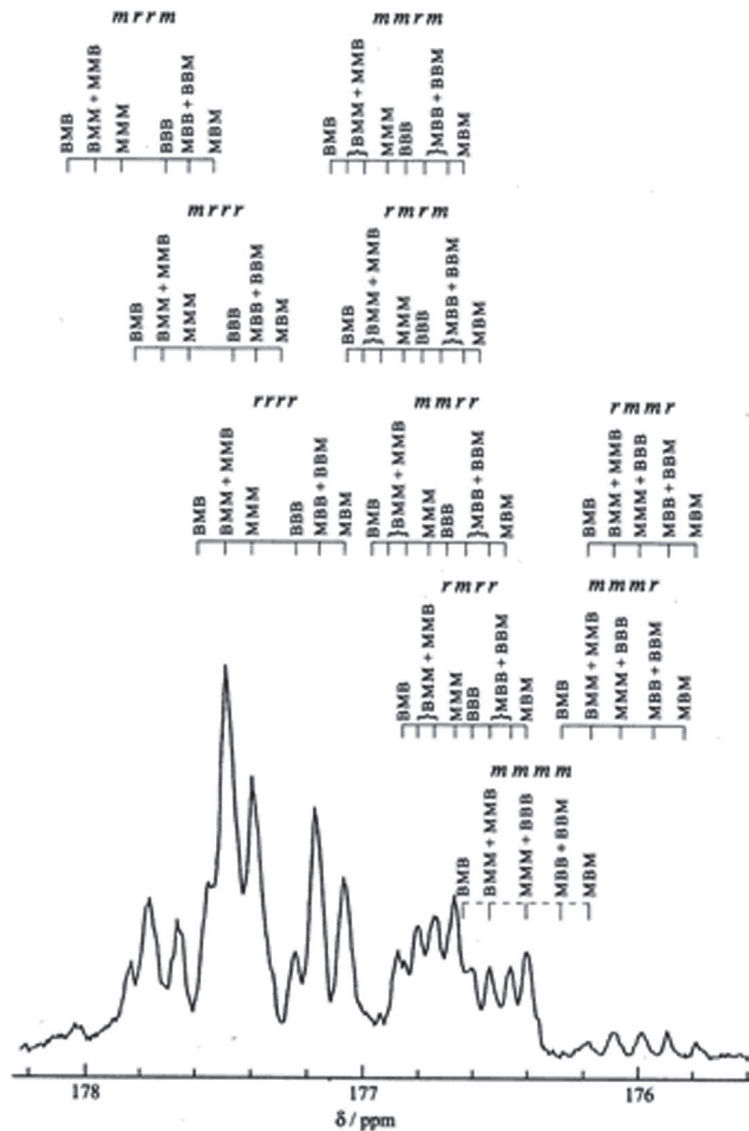 mrrm mmrm
BMB BMM + MMB MMM BBB MBB + BBM MBM BMB }BMM + MMB MMM BBB }MBB + BBM MBM
mrrr rmrm
BMB BMM + MMB MMM BBB MBB + BBM MBM BMB }BMM + MMB MMM BBB }MBB + BBM MBM
rrrr mmrr rmmr
BMB BMM + MMB MMM BBB MBB + BBM MBM BMB }BMM + MMB MMM BBB }MBB + BBM MBM BMB BMM + MMB MMM + BBB MBB + BBM MBM
rmrr mmmr
BMB }BMM + MMB MMM BBB }MBB + BBM MBM BMB BMM + MMB MMM + BBB MBB + BBM MBM
mmmm
BMB BMM + MMB MMM + BBB MBB + BBM MBM
178 177 176
δ / ppm